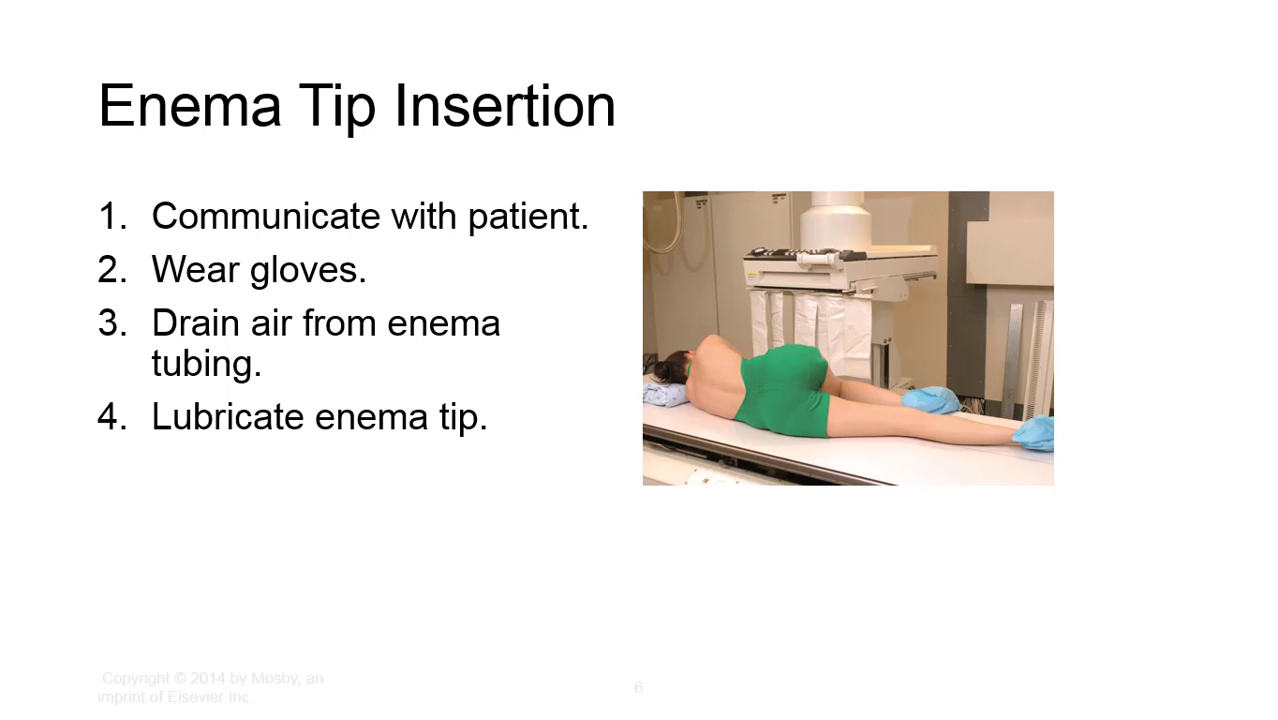 Enema Tip Insertion
1. Communicate with patient.
2. Wear gloves.
3. Drain air from enema
tubing.
4. Lubricate enema tip.
Copyright © 2014 by Mosby, an
imprint of Elsevier Inc.
6